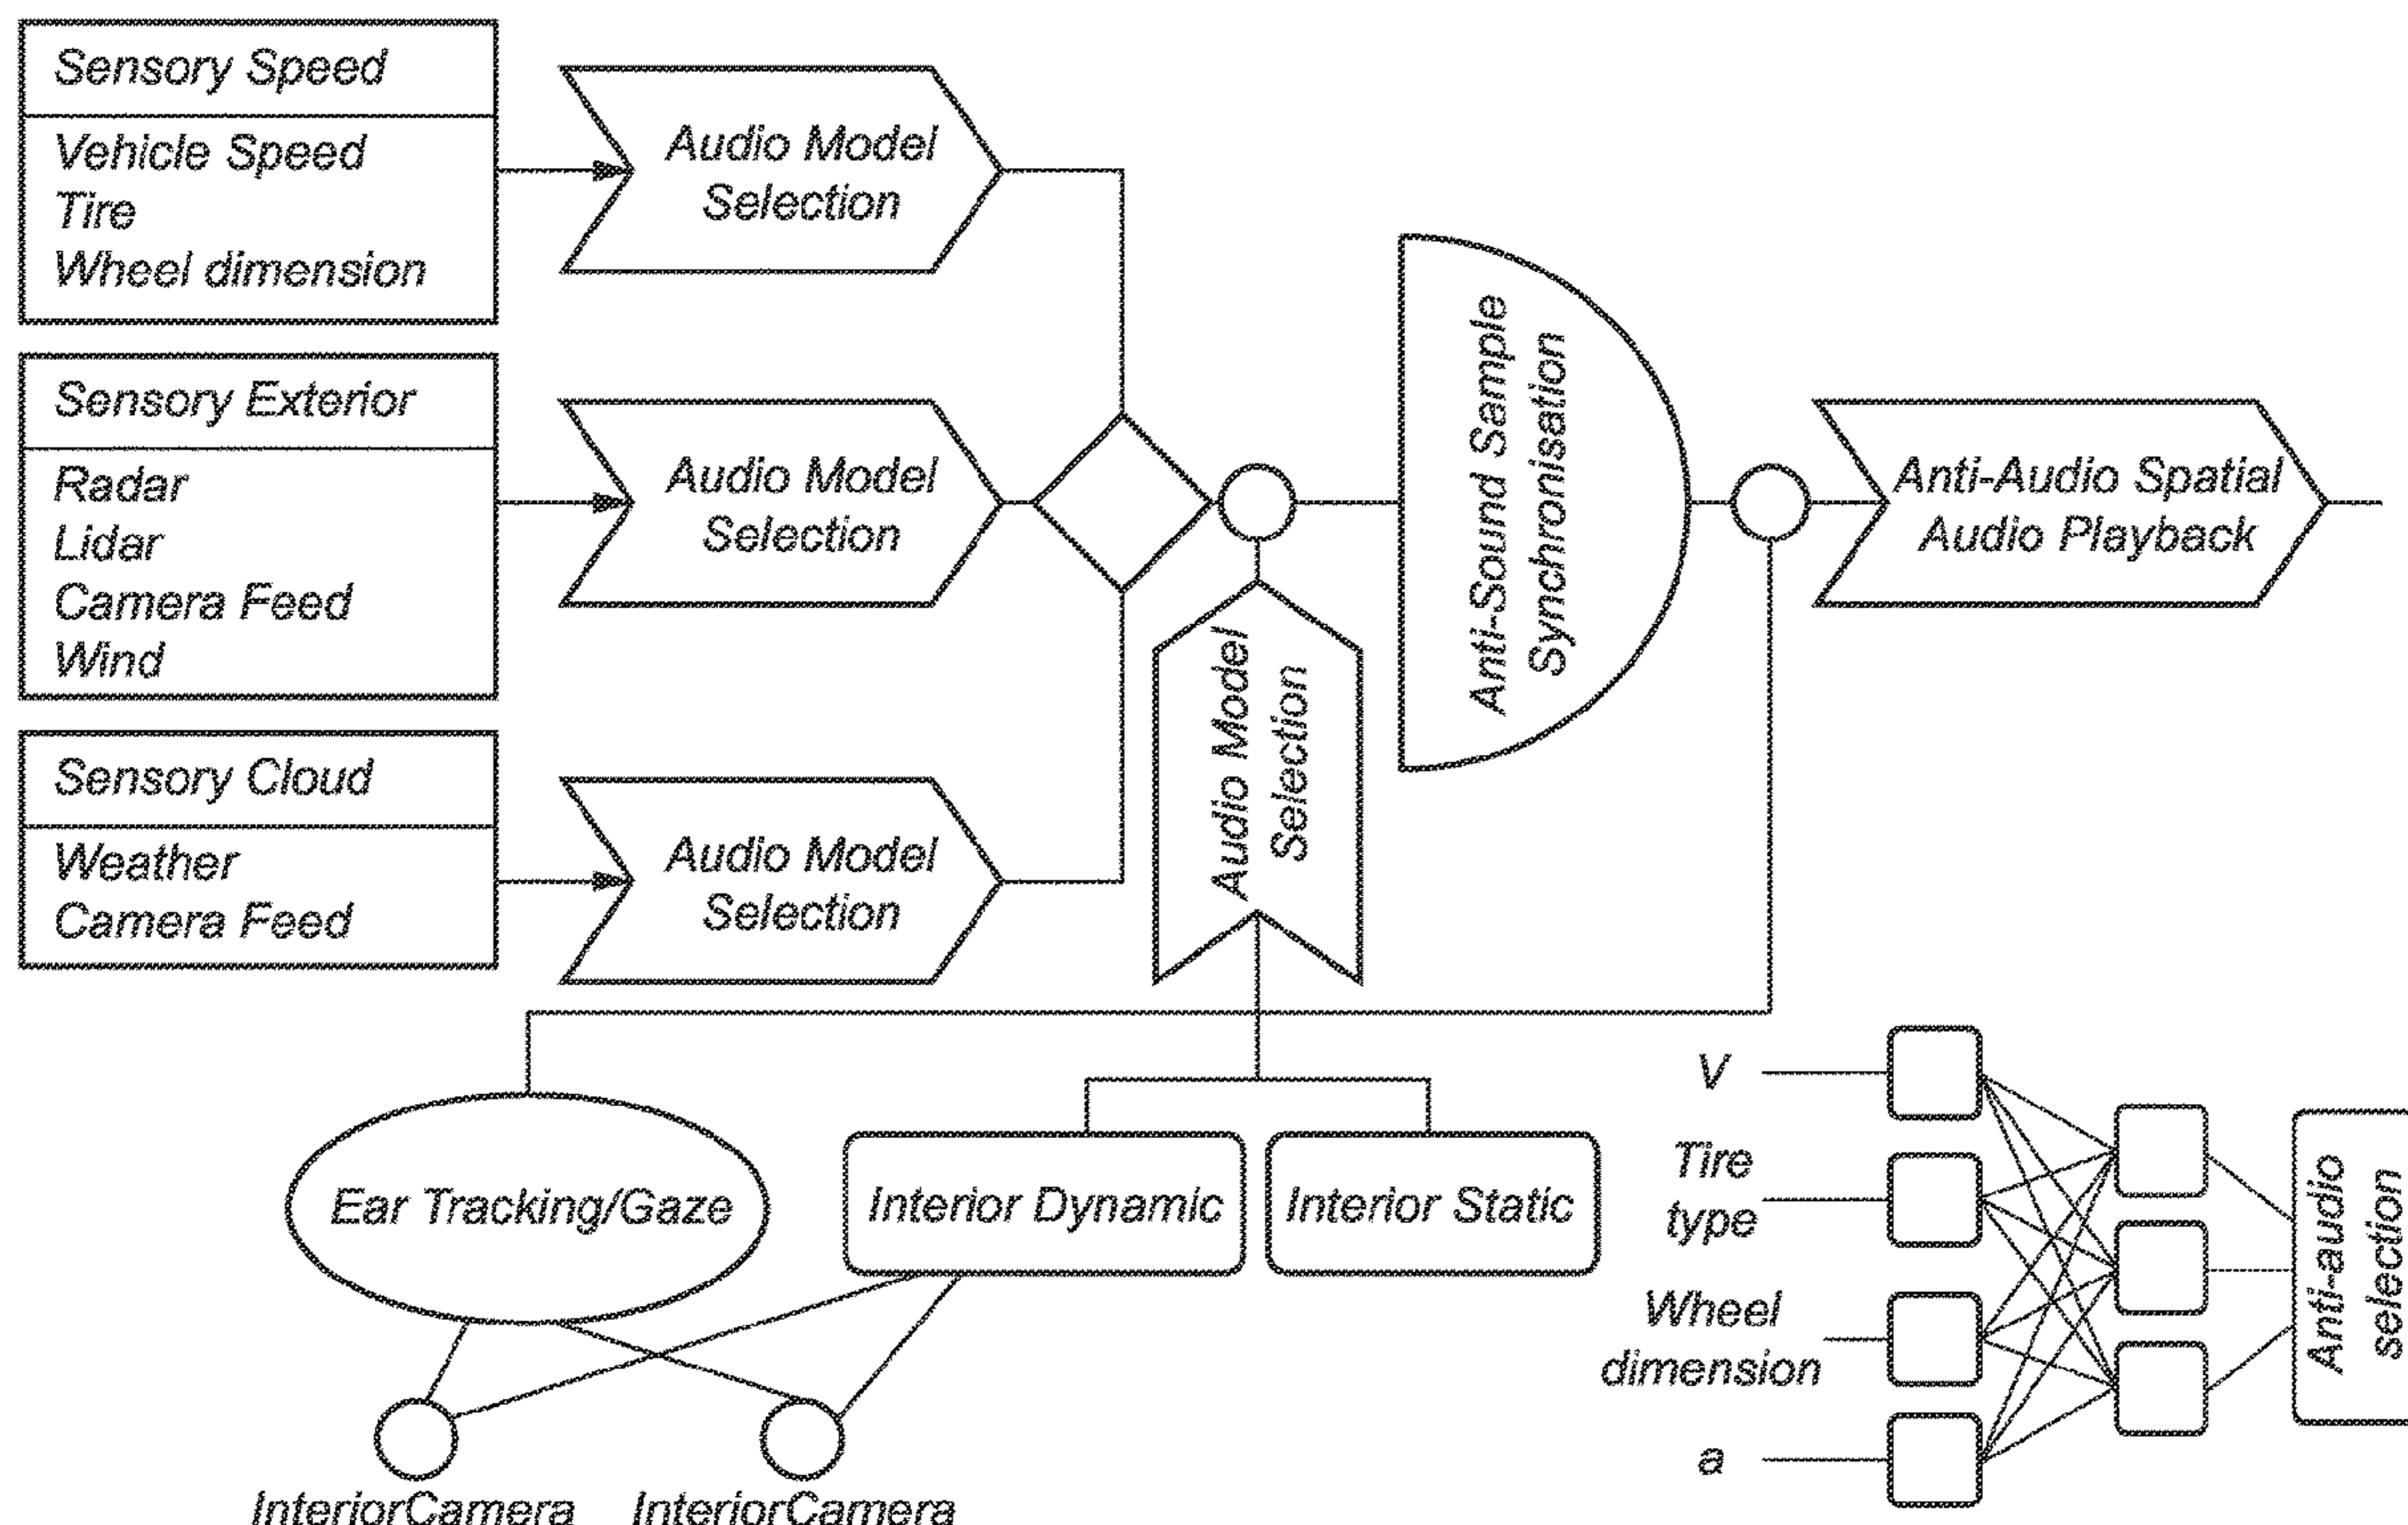 Sensory Speed
Vehicle Speed
Tire
Wheel dimension
Audio Model
Selection
Sensory Exterior
Radar
Lidar
Camera Feed
Wind
Audio Model
Selection
Sensory Cloud
Weather
Camera Feed
Audio Model
Selection
Audio Model
Selection
Anti-Sound Sample
Synchronisation
Anti-Audio Spatial
Audio Playback
Ear Tracking/Gaze
Interior Dynamic
Interior Static
InteriorCamera
InteriorCamera
V
Tire
type
Wheel
dimension
a
Anti-audio
selection